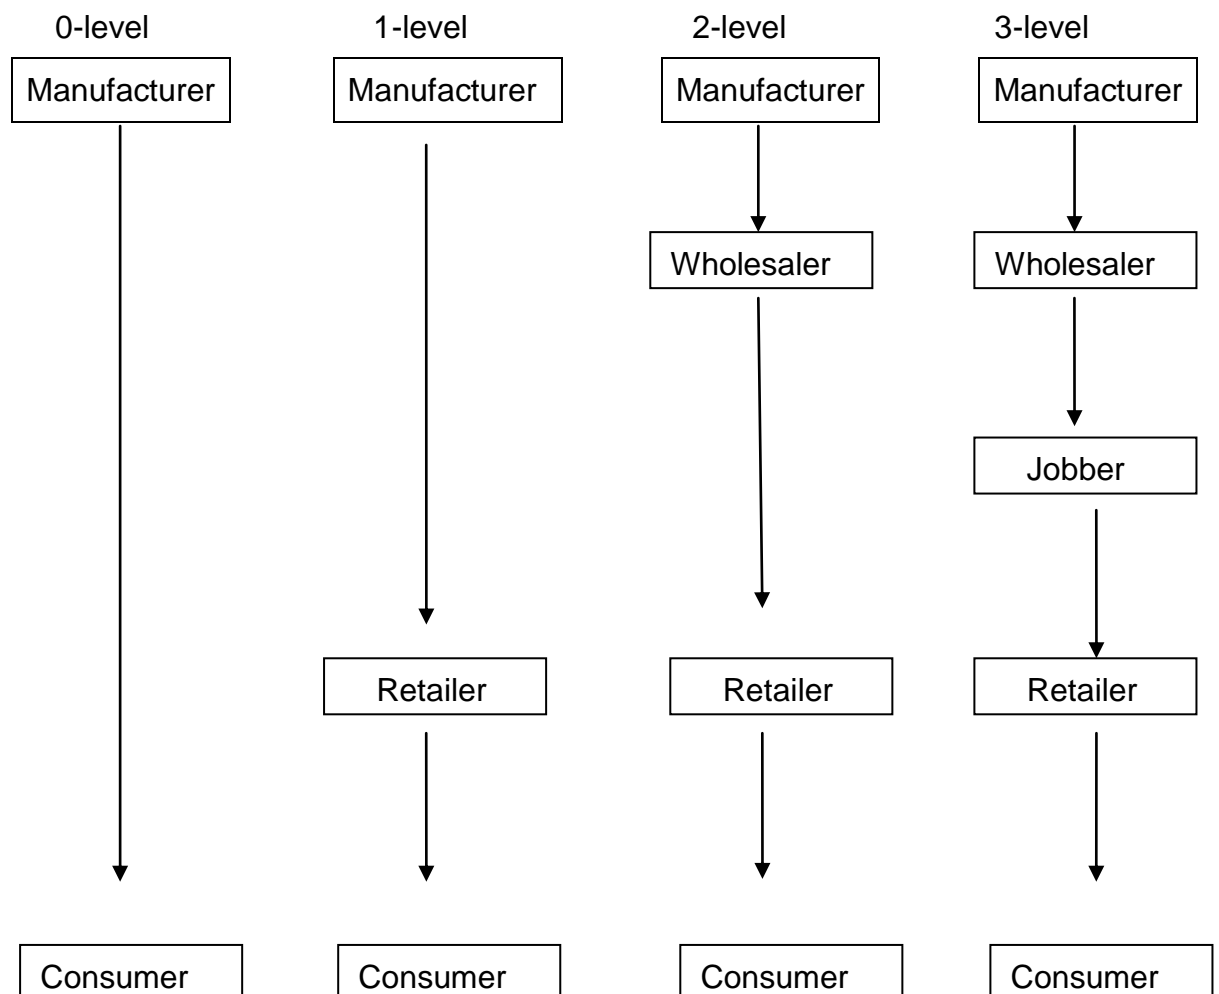 0-level 1-level 2-level 3-level
Manufacturer Manufacturer Manufacturer Manufacturer
Wholesaler Wholesaler
Jobber
Retailer Retailer Retailer
Consumer Consumer Consumer Consumer